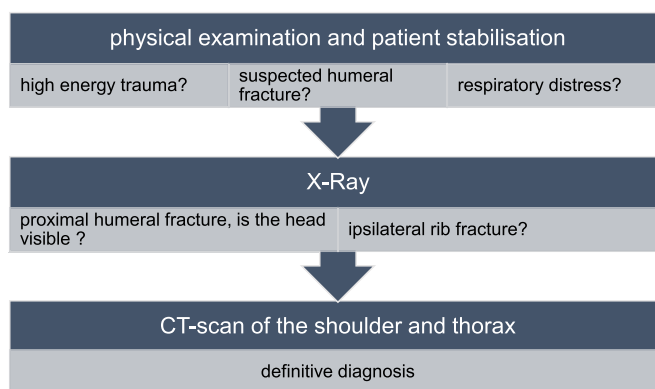 physical examination and patient stabilisation
high energy trauma?
suspected humeral
fracture?
respiratory distress?
X-Ray
proximal humeral fracture, is the head
visible ?
ipsilateral rib fracture?
CT-scan of the shoulder and thorax
definitive diagnosis